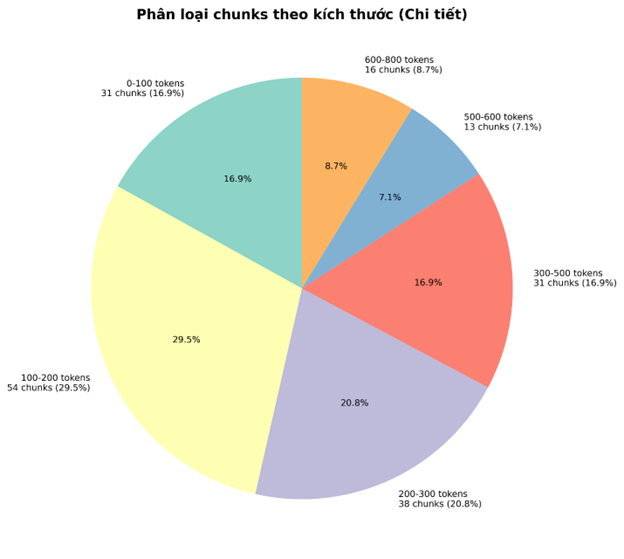 Phân loại chunks theo kích thước (Chi tiết)
600-800 tokens
16 chunks (8.7%)
0-100 tokens
31 chunks (16.9%)
500-600 tokens
13 chunks (7.1%)
8.7%
16.9%
7.1%
300-500 tokens
31 chunks (16.9%)
16.9%
29.5%
100-200 tokens
54 chunks (29.5%)
20.8%
200-300 tokens
38 chunks (20.8%)